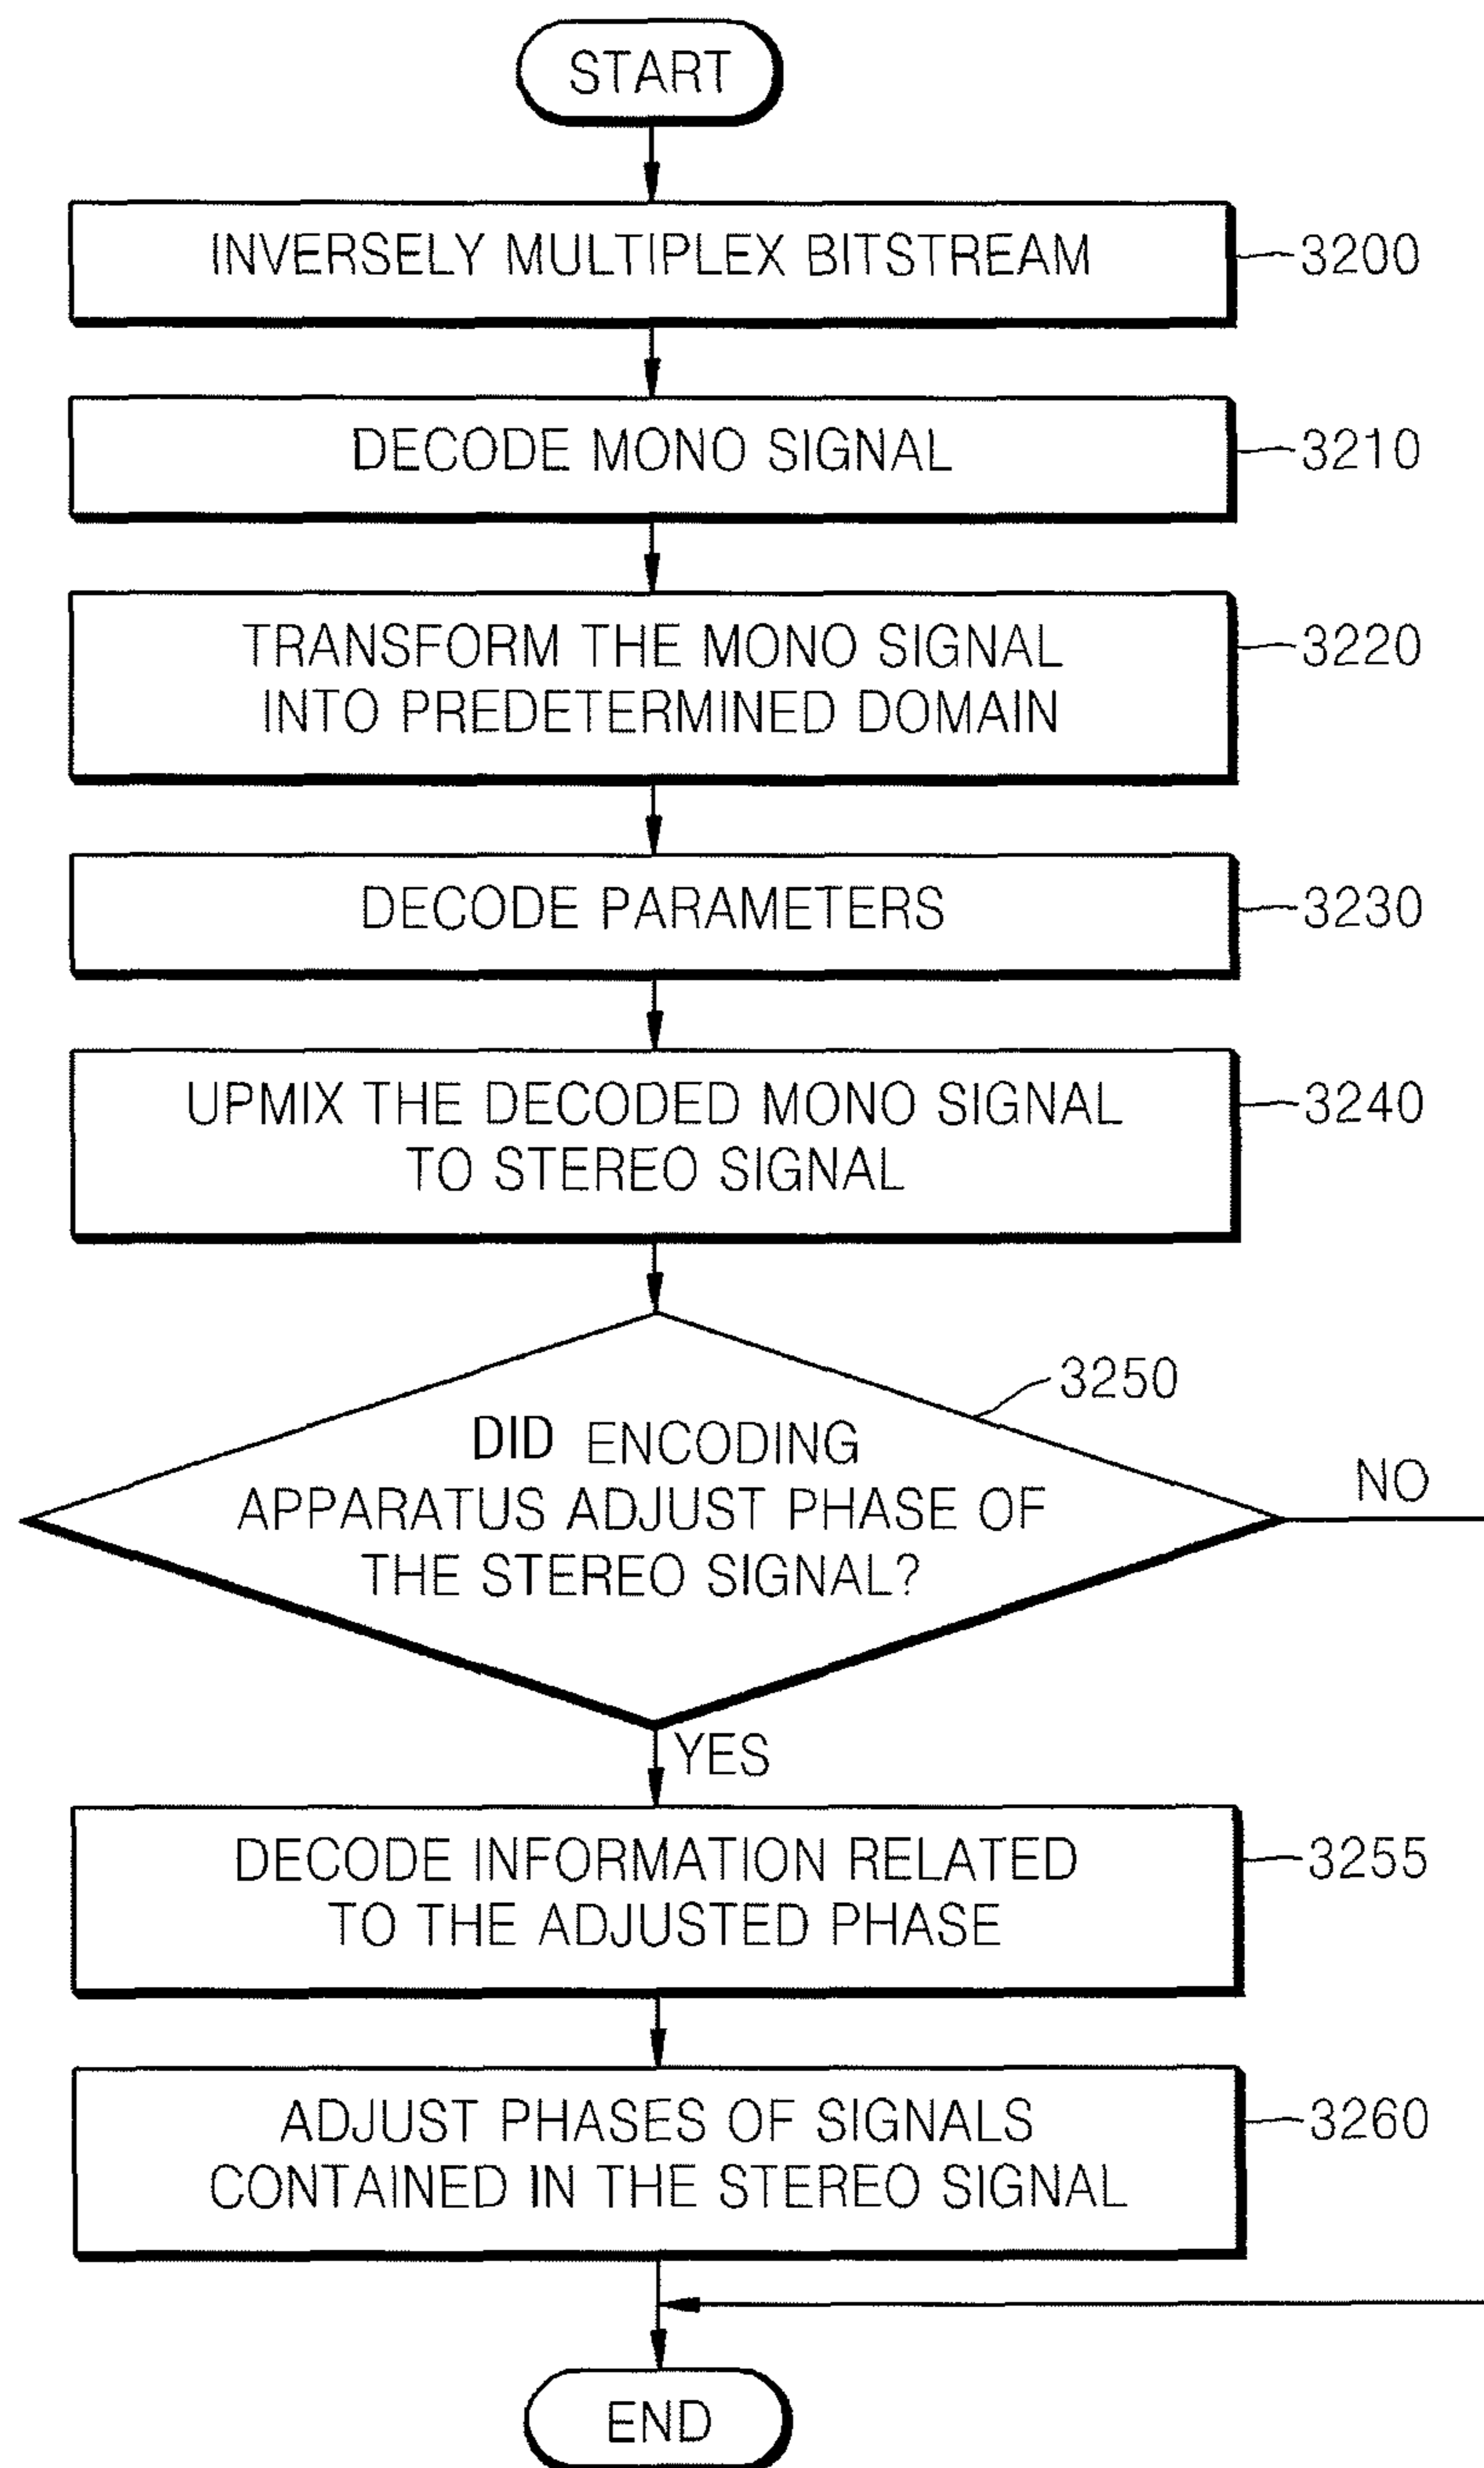 START
INVERSELY MULTIPLEX BITSTREAM
3200
DECODE MONO SIGNAL
3210
TRANSFORM THE MONO SIGNAL
INTO PREDETERMINED DOMAIN
3220
DECODE PARAMETERS
3230
UPMIX THE DECODED MONO SIGNAL
TO STEREO SIGNAL
3240
3250
DID ENCODING
APPARATUS ADJUST PHASE OF
THE STEREO SIGNAL?
NO
YES
DECODE INFORMATION RELATED
TO THE ADJUSTED PHASE
3255
ADJUST PHASES OF SIGNALS
CONTAINED IN THE STEREO SIGNAL
3260
END